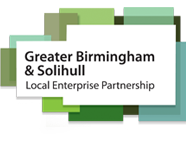 Greater Birmingham
& Solihull
Local Enterprise Partnership